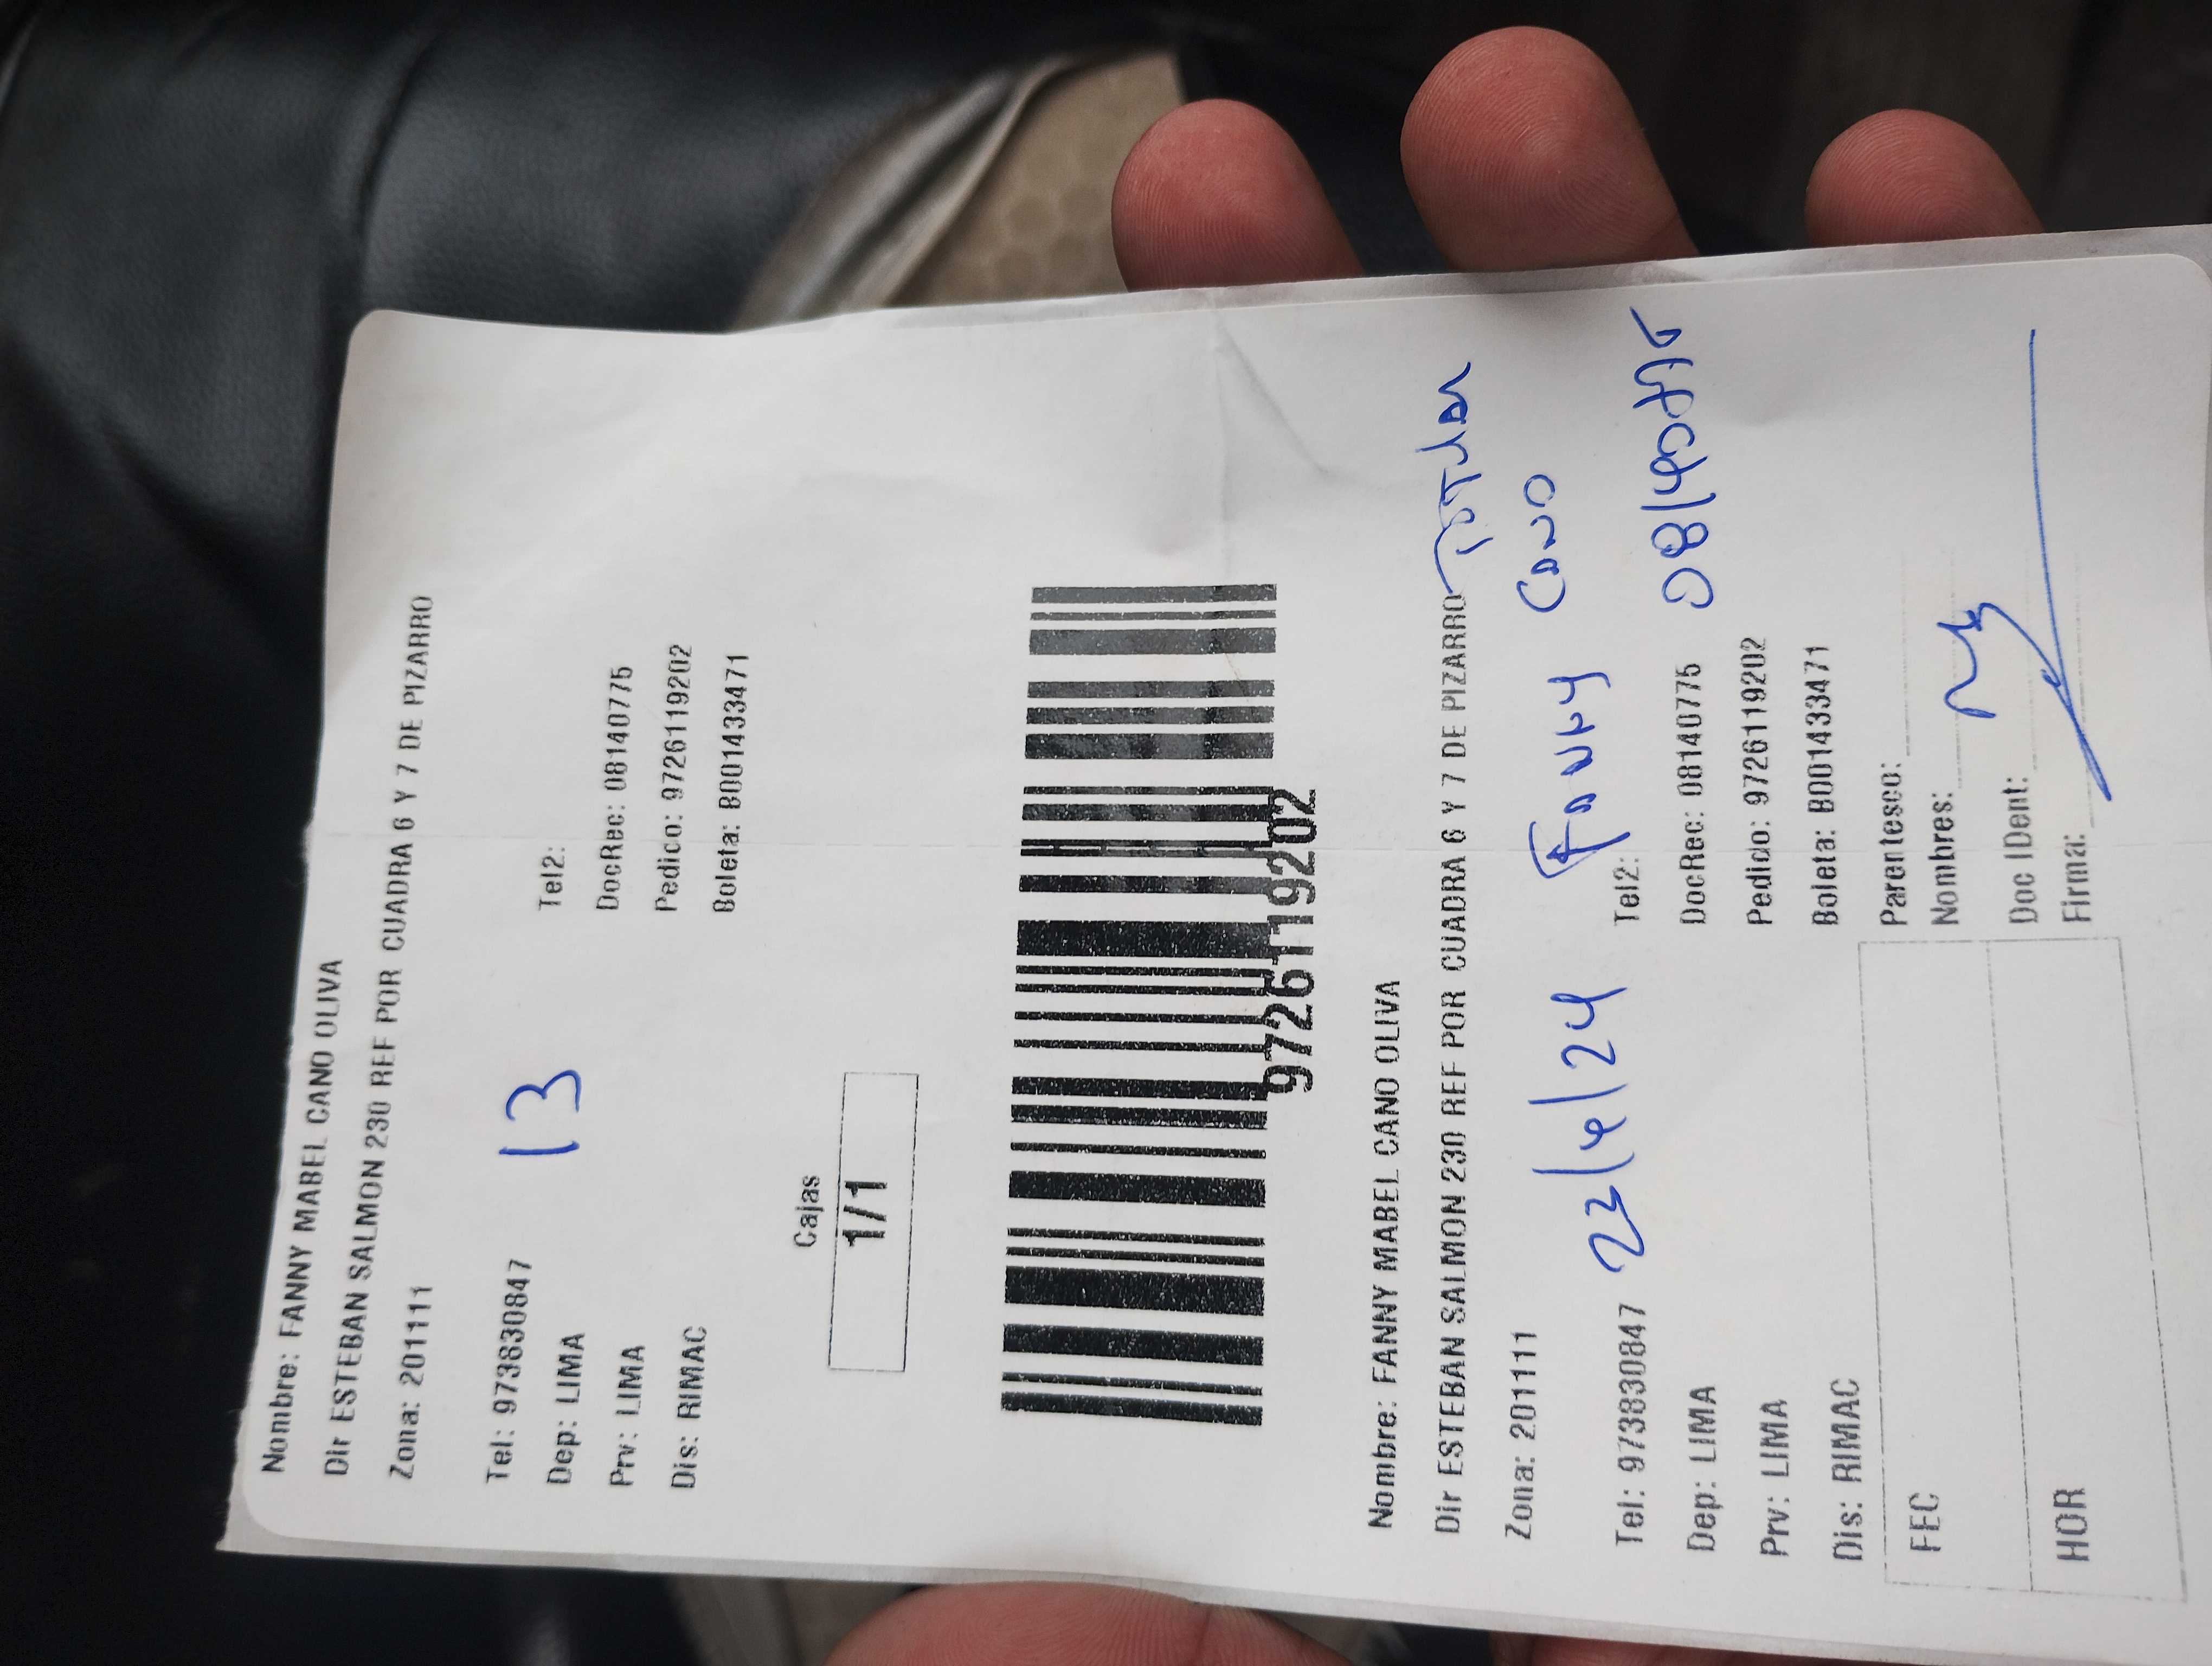 Nombre: FANNY MABEL CANO OLIVA
Dir ESTEBAN SALMON 230 REF POR CUADRA 6 Y 7 DE PIZARRO
Zona: 201111
13
Tel: 973830847
Tel2:
Dep: LIMA
DocRec: 08140775
Prv: LIMA
Pedido: 9726119202
Dis: RIMAC
Boleta: B001433471
Cajas
1/1
9726119202
Nombre: FANNY MABEL CANO OLIVA
Dir ESTEBAN SALMON 230 REF POR CUADRA 6 Y 7 DE PIZARRO
Titular
Zona: 201111
Fanny Cano
Tel: 973830847
23/4/24
Tel2:
Dep: LIMA
DocRec: 08140775
Prv: LIMA
Pedido: 9726119202
Dis: RIMAC
Boleta: B001433471
FEC
Parentesco:
Nombres:
HOR
Doc IDent:
Firma: